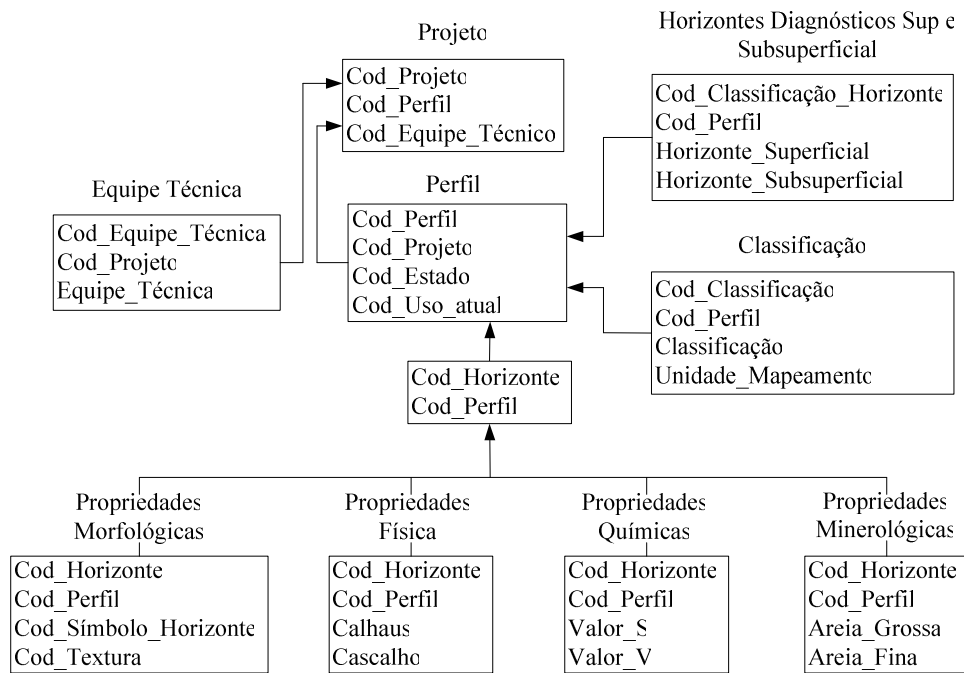 Projeto
Cod_Projeto
Cod_Perfil
Cod_Equipe_Técnico
Horizontes Diagnósticos Sup e
Subsuperficial
Cod_Classificação_Horizonte
Cod_Perfil
Horizonte_Superficial
Horizonte_Subsuperficial
Equipe Técnica
Cod_Equipe_Técnica
Cod_Projeto
Equipe_Técnica
Perfil
Cod_Perfil
Cod_Projeto
Cod_Estado
Cod_Uso_atual
Classificação
Cod_Classificação
Cod_Perfil
Classificação
Unidade_Mapeamento
Cod_Horizonte
Cod_Perfil
Propriedades
Morfológicas
Cod_Horizonte
Cod_Perfil
Cod_Símbolo_Horizonte
Cod_Textura
Propriedades
Física
Cod_Horizonte
Cod_Perfil
Calhaus
Cascalho
Propriedades
Químicas
Cod_Horizonte
Cod_Perfil
Valor_S
Valor_V
Propriedades
Minerológicas
Cod_Horizonte
Cod_Perfil
Areia_Grossa
Areia_Fina